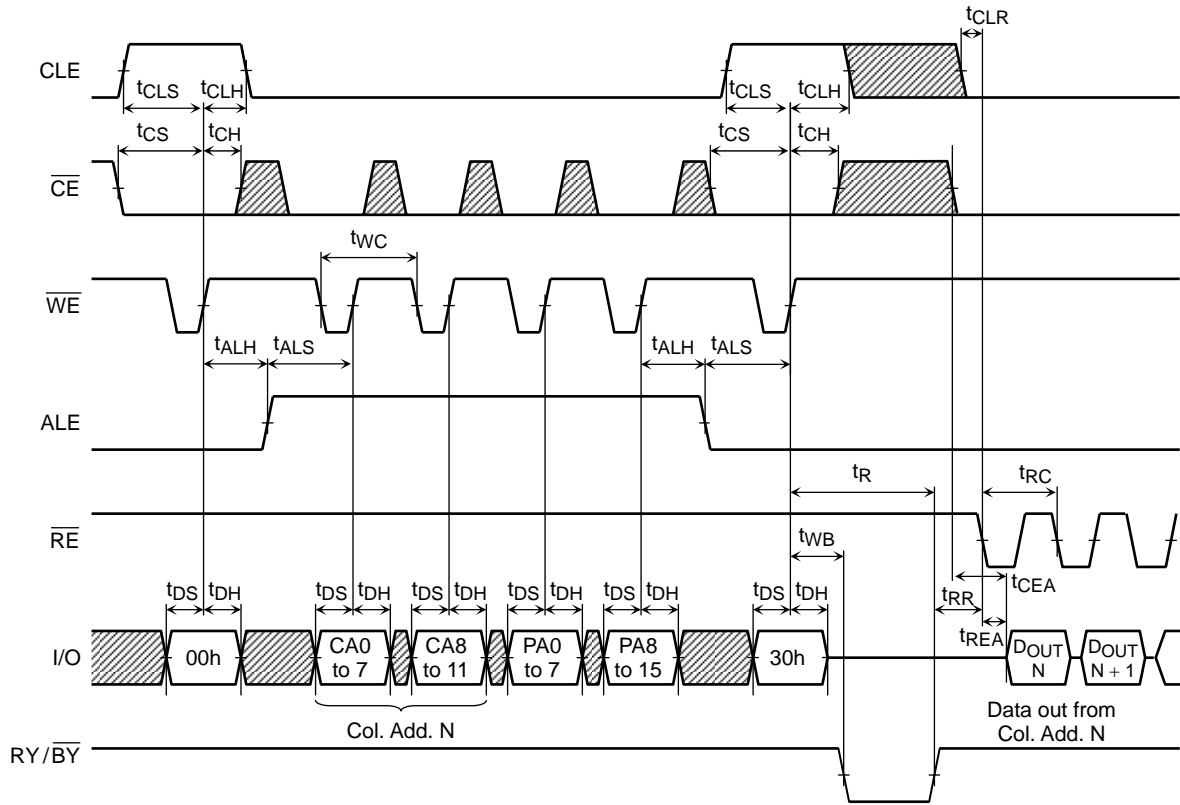 tCLR
CLE
tCLS tCLH tCLS tCLH
tCS tCH tCS tCH
CE
tWC
WE
tALH tALS tALH tALS
ALE
tR
tRC
RE
tWB
tCEA
tDS tDH tDS tDH tDS tDH tDS tDH tDS tDH tDS tDH tRR
tREA
I/O 00h CA0 to 7 CA8 to 11 PA0 to 7 PA8 to 15 30h DOUT N DOUT N + 1
Col. Add. N
Data out from
Col. Add. N
RY/BY